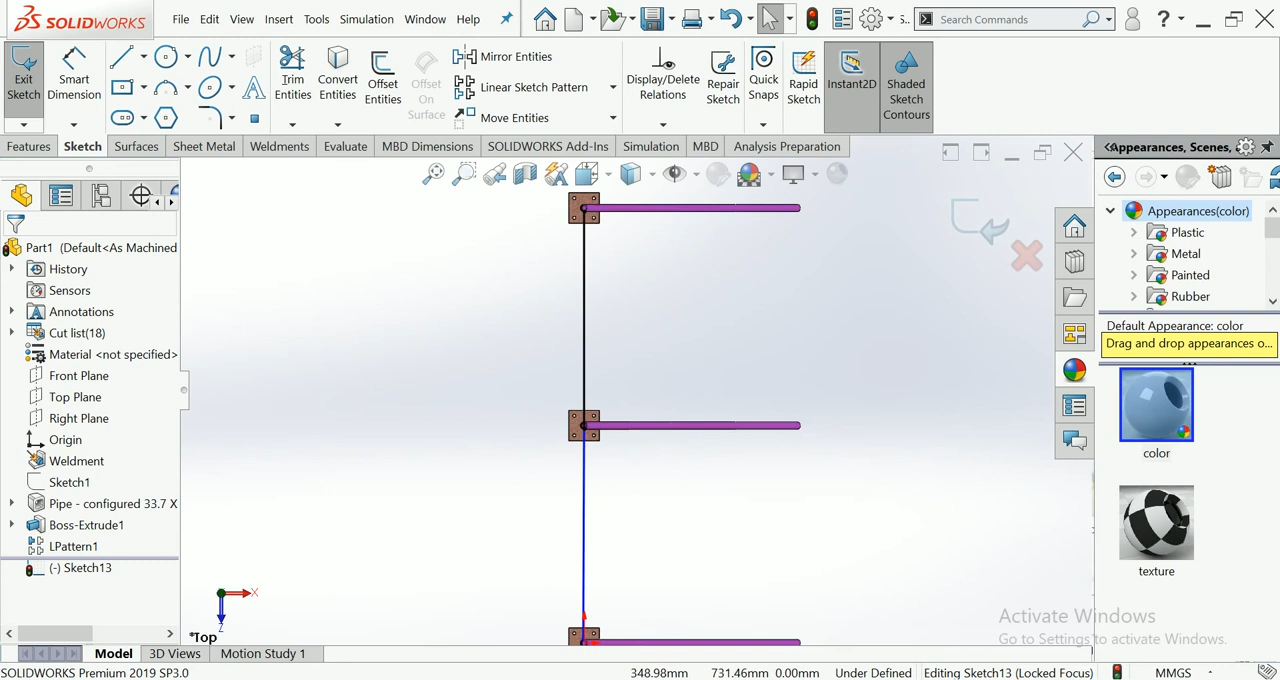 SOLIDWORKS
File Edit View Insert Tools Simulation Window Help
S...
Search Commands
?
Exit Sketch
Smart Dimension
Trim Entities
Convert Entities
Offset Entities
Offset On Surface
Mirror Entities
Linear Sketch Pattern
Move Entities
Display/Delete Relations
Repair Sketch
Quick Snaps
Rapid Sketch
Instant2D
Shaded Sketch Contours
Features Sketch Surfaces Sheet Metal Weldments Evaluate MBD Dimensions SOLIDWORKS Add-Ins Simulation MBD Analysis Preparation
Appearances, Scenes,
Part1 (Default<As Machined
History
Sensors
Annotations
Cut list(18)
Material <not specified>
Front Plane
Top Plane
Right Plane
Origin
Weldment
Sketch1
Pipe - configured 33.7 X
Boss-Extrude1
LPattern1
(-) Sketch13
X
Z
*Top
Appearances(color)
Plastic
Metal
Painted
Rubber
Default Appearance: color
Drag and drop appearances o...
color
texture
Activate Windows
Go to Settings to activate Windows.
Model 3D Views Motion Study 1
SOLIDWORKS Premium 2019 SP3.0
348.98mm 731.46mm 0.00mm Under Defined Editing Sketch13 (Locked Focus) MMGS